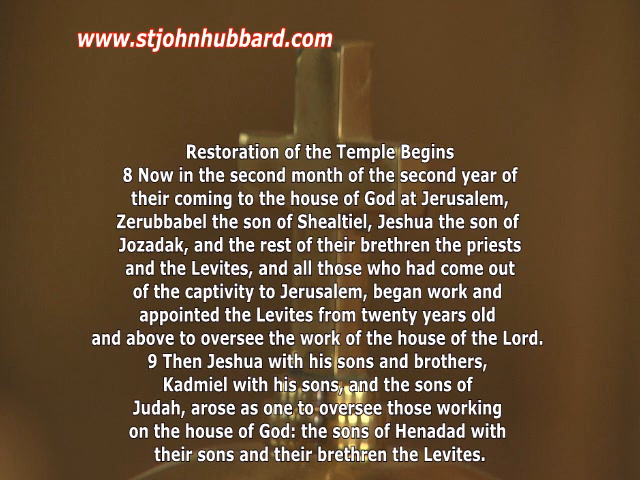 www.stjohnhubbard.com
Restoration of the Temple Begins
8 Now in the second month of the second year of
their coming to the house of God at Jerusalem,
Zerubbabel the son of Shealtiel, Jeshua the son of
Jozadak, and the rest of their brethren the priests
and the Levites, and all those who had come out
of the captivity to Jerusalem, began work and
appointed the Levites from twenty years old
and above to oversee the work of the house of the Lord.
9 Then Jeshua with his sons and brothers,
Kadmiel with his sons, and the sons of
Judah, arose as one to oversee those working
on the house of God: the sons of Henadad with
their sons and their brethren the Levites.